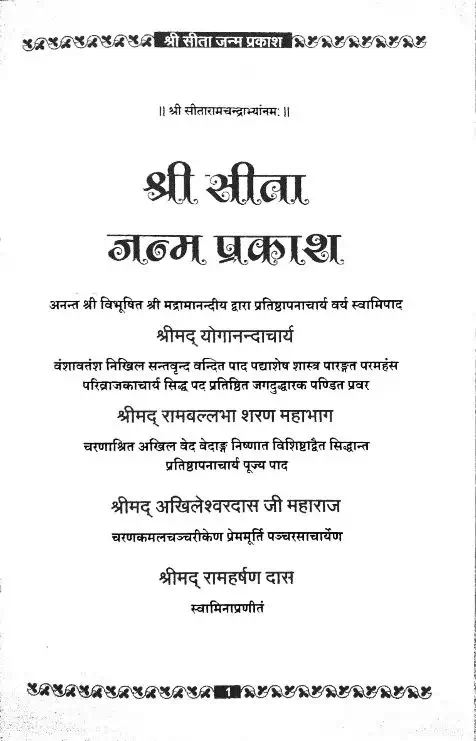 श्री सीता जन्म प्रकाश
|| श्री सीतारामचन्द्राभ्यांनमः ||
श्री सीता
जन्म प्रकाश
अनन्त श्री विभूषित श्री मद्रामानन्दीय द्वारा प्रतिष्ठापनाचार्य वर्य स्वामिपाद
श्रीमद् योगानन्दाचार्य
वंशावतंश निखिल सन्तवृन्द वन्दित पाद पद्याशेष शास्त्र पारङ्गत परमहंस
परिव्राजकाचार्य सिद्ध पद प्रतिष्ठित जगदुद्धारक पण्डित प्रवर
श्रीमद् रामबल्लभा शरण महाभाग
चरणाश्रित अखिल वेद वेदाङ्ग निष्णात विशिष्टाद्वैत सिद्धान्त
प्रतिष्ठापनाचार्य पूज्य पाद
श्रीमद् अखिलेश्वरदास जी महाराज
चरणकमलचञ्चरीकेण प्रेममूर्ति पञ्चरसाचार्येण
श्रीमद् रामहर्षण दास
स्वामिनाप्रणीतं
1